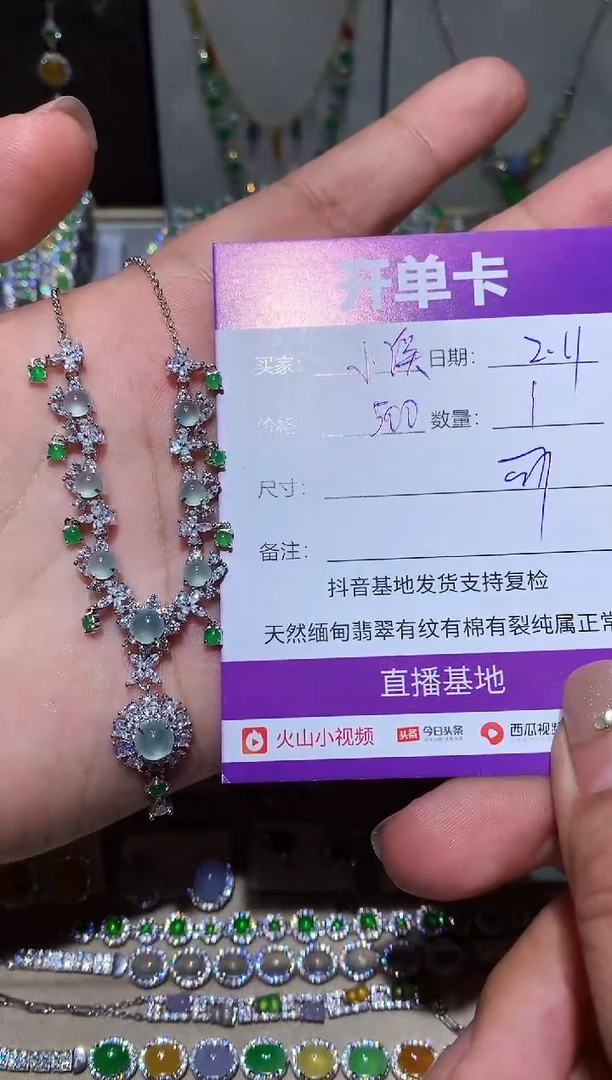 开单卡
买家： 小溪 日期： 2.4
价格： 500 数量： 1
尺寸：
备注：
抖音基地发货支持复检
天然缅甸翡翠有纹有棉有裂纯属正常
直播基地
火山小视频 头条 今日头条 西瓜视频